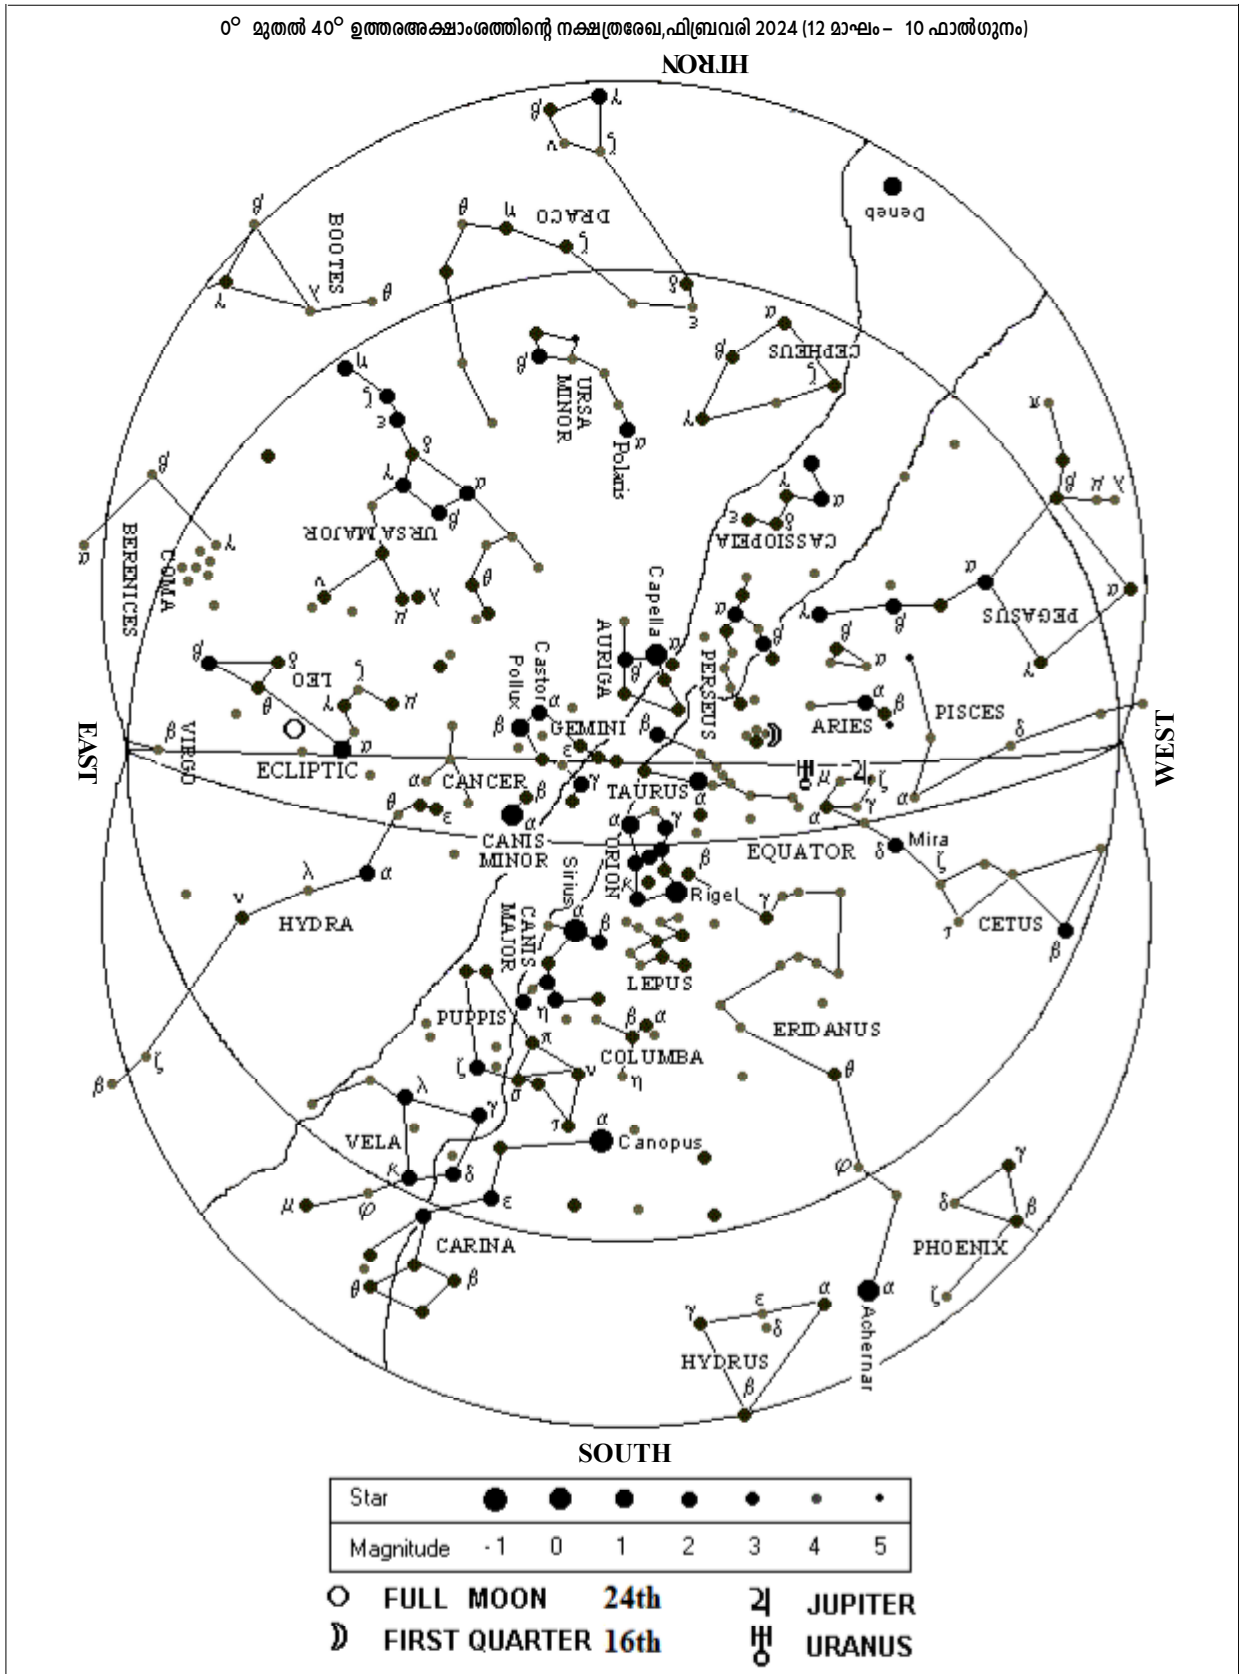 0° മുതൽ 40° ഉത്തരഅക്ഷാംശത്തിന്റെ നക്ഷത്രരേഖ,ഫിബ്രവരി 2024 (12 മാഘം – 10 ഫാൽഗുനം)
NORTH
γ
β
ν
ξ
Deneb
β
BOOTES
θ
η
DRACO
ζ
γ
λ
θ
δ
ε
α
β
CEPHEUS
ζ
γ
η
ζ
ε
δ
β
URSA MINOR
α
Polaris
π
β
γ
α
β
URSA MAJOR
γ
α
δ
ε
CASSIOPEIA
β
μ
λ
α
γ
BERENICES
COMA
ν
μ
λ
θ
Capella
α
α
PEGASUS
α
β
γ
β
δ
LEO
θ
ζ
γ
μ
α
AURIGA
β
α
PERSEUS
β
β
α
γ
Castor
Pollux
α
β
GEMINI
β
ARIES
α
β
PISCES
δ
EAST
β
VIRGO
ECLIPTIC
WEST
ε
γ
α
CANCER
TAURUS
α
μ
ζ
γ
α
α
θ
ε
β
α
CANIS MINOR
α
γ
ORION
EQUATOR
δ
Mira
ζ
λ
α
ν
HYDRA
Sirius
κ
β
Rigel
γ
τ
CETUS
β
CANIS MAJOR
α
β
LEPUS
η
PUPPIS
π
β
α
COLUMBA
ERIDANUS
ζ
β
ζ
σ
ν
η
θ
λ
γ
τ
α
Canopus
VELA
κ
δ
φ
γ
μ
φ
ε
δ
β
CARINA
PHOENIX
θ
β
ζ
α
Achernar
γ
ε
α
δ
HYDRUS
β
SOUTH
Star
Magnitude -1 0 1 2 3 4 5
FULL MOON 24th JUPITER
FIRST QUARTER 16th URANUS